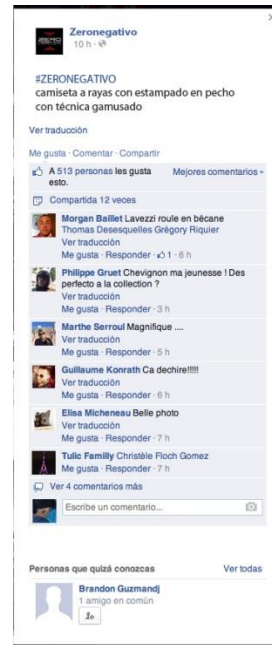 Zeronegativo
10 h ·
#ZERONEGATIVO
camiseta a rayas con estampado en pecho
con técnica gamusado
Ver traducción
Me gusta · Comentar · Compartir
A 513 personas les gusta
esto.
Mejores comentarios
Compartida 12 veces
Morgan Baillet Lavezzi roule en bécane
Thomas Desesquelles Grégory Riquier
Ver traducción
Me gusta · Responder · 1 · 6 h
Philippe Gruet Chevignon ma jeunesse ! Des
perfecto a la collection ?
Ver traducción
Me gusta · Responder · 3 h
Marthe Serroul Magnifique ....
Ver traducción
Me gusta · Responder · 5 h
Guillaume Konrath Ca dechire!!!!!
Ver traducción
Me gusta · Responder · 6 h
Elisa Micheneau Belle photo
Ver traducción
Me gusta · Responder · 7 h
Tulic Familly Christèle Floch Gomez
Me gusta · Responder · 7 h
Ver 4 comentarios más
Escribe un comentario...
Personas que quizá conozcas
Ver todas
Brandon Guzmandj
1 amigo en común